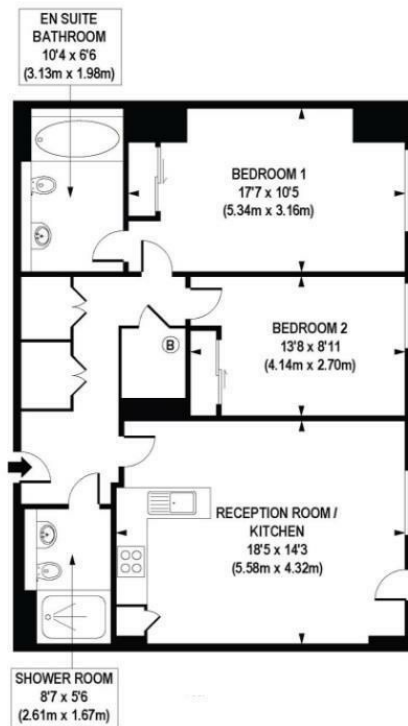 EN SUITE
BATHROOM
10'4 x 6'6
(3.13m x 1.98m)
BEDROOM 1
17'7 x 10'5
(5.34m x 3.16m)
BEDROOM 2
13'8 x 8'11
(4.14m x 2.70m)
B
RECEPTION ROOM /
KITCHEN
18'5 x 14'3
(5.58m x 4.32m)
SHOWER ROOM
8'7 x 5'6
(2.61m x 1.67m)